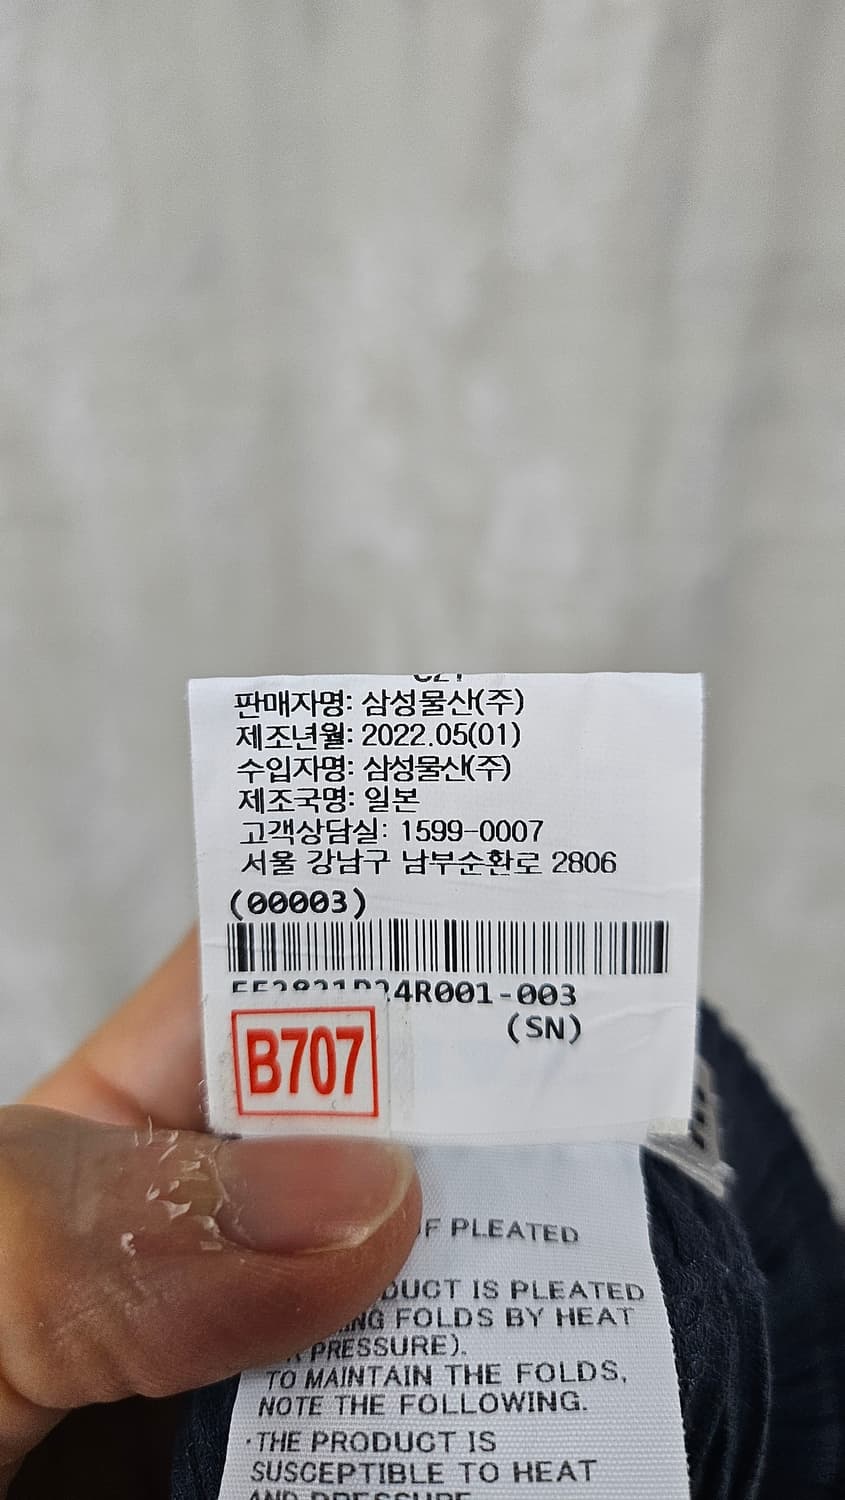 판매자명: 삼성물산(주)
제조년월: 2022.05(01)
수입자명: 삼성물산(주)
제조국명: 일본
고객상담실: 1599-0007
서울 강남구 남부순환로 2806
(00003)
4R001-003
(SN)
B707
PLEATED
IS PLEATED
FOLDS BY HEAT
PRESSURE).
TO MAINTAIN THE FOLDS,
NOTE THE FOLLOWING.
·THE PRODUCT IS
SUSCEPTIBLE TO HEAT